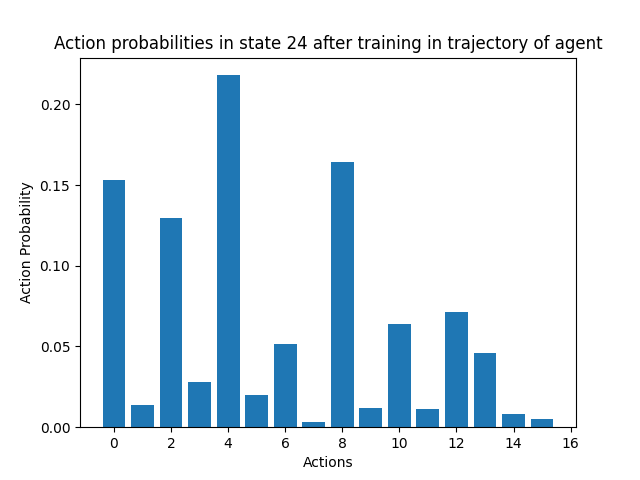 Action probabilities in state 24 after training in trajectory of agent
0.20
0.15
0.10
0.05
0.00
Action Probability
0 2 4 6 8 10 12 14 16
Actions